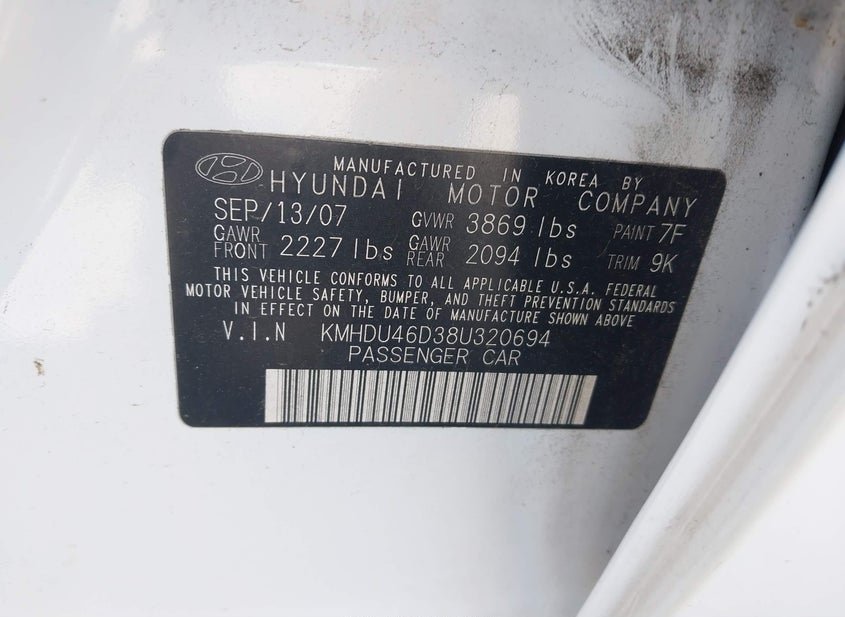 MANUFACTURED IN KOREA BY
HYUNDAI MOTOR COMPANY
SEP/13/07 GVWR 3869 lbs PAINT 7F
GAWR FRONT 2227 lbs GAWR REAR 2094 lbs TRIM 9K
THIS VEHICLE CONFORMS TO ALL APPLICABLE U.S.A. FEDERAL
MOTOR VEHICLE SAFETY, BUMPER, AND THEFT PREVENTION STANDARDS
IN EFFECT ON THE DATE OF MANUFACTURE SHOWN ABOVE
V.I.N KMHDU46D38U320694
PASSENGER CAR